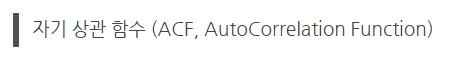 자기 상관 함수 (ACF, AutoCorrelation Function)